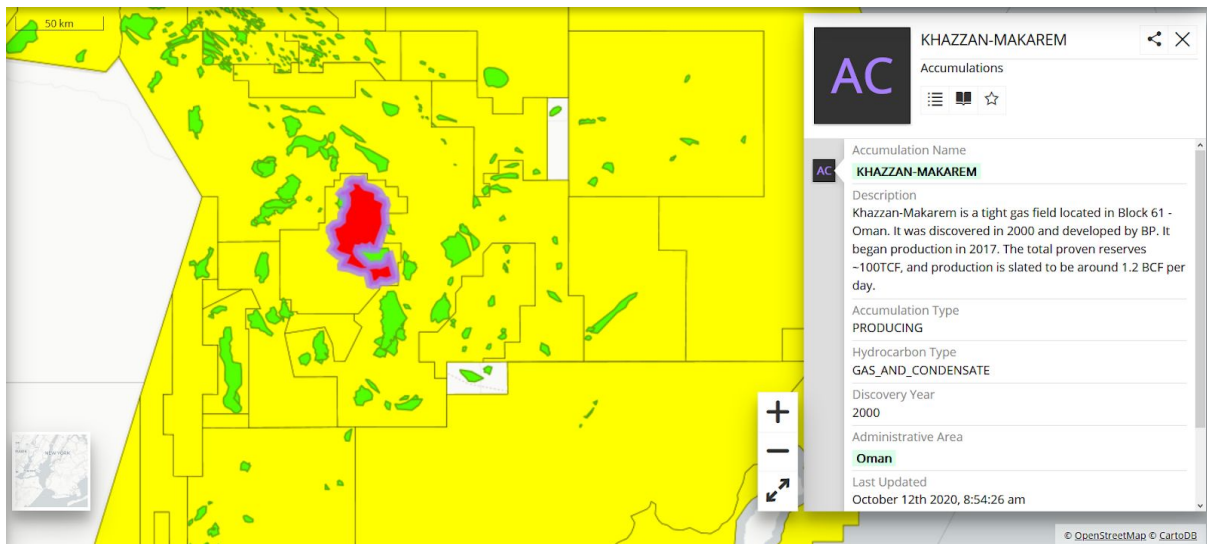 50 km
AC
KHAZZAN-MAKAREM
Accumulations
AC
Accumulation Name
KHAZZAN-MAKAREM
Description
Khazzan-Makarem is a tight gas field located in Block 61 -
Oman. It was discovered in 2000 and developed by BP. It
began production in 2017. The total proven reserves
~100TCF, and production is slated to be around 1.2 BCF per
day.
Accumulation Type
PRODUCING
Hydrocarbon Type
GAS_AND_CONDENSATE
Discovery Year
2000
Administrative Area
Oman
Last Updated
October 12th 2020, 8:54:26 am
NEW YORK
© OpenStreetMap © CartoDB